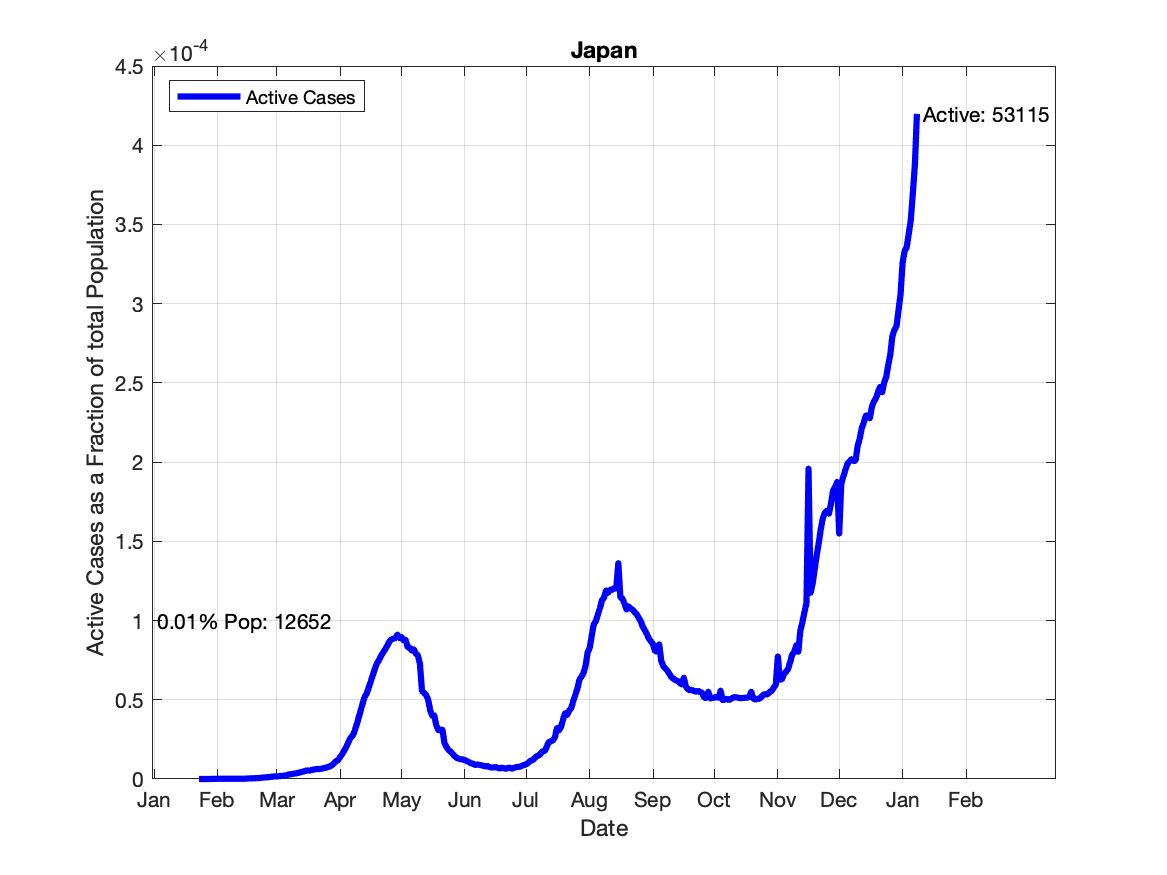 Japan
×10-4
4.5
4
3.5
3
2.5
2
1.5
1
0.5
0
Active Cases as a Fraction of total Population
Active Cases
Active: 53115
0.01% Pop: 12652
Jan Feb Mar Apr May Jun Jul Aug Sep Oct Nov Dec Jan Feb
Date